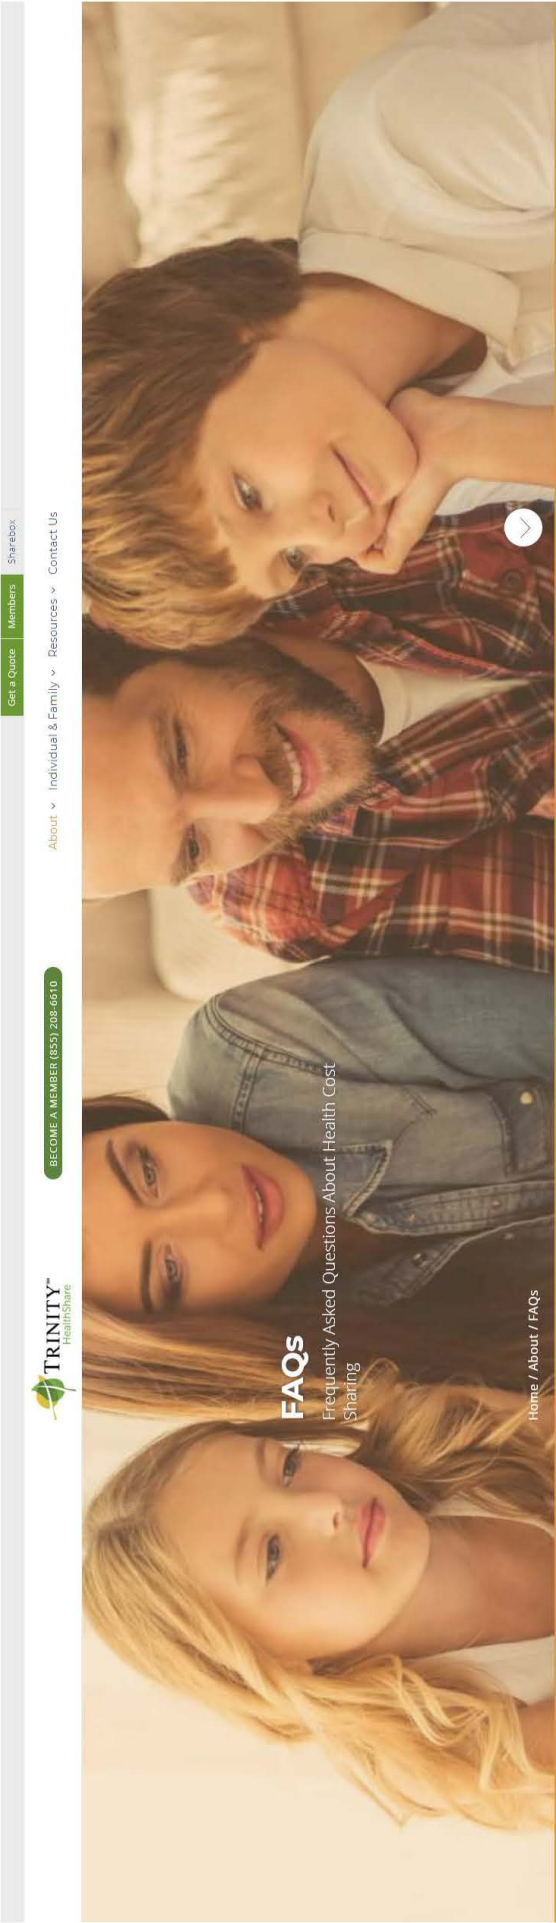 Get a Quote
Members
Sharebox
TRINITY™
HealthShare
BECOME A MEMBER (855) 208-6610
About
Individual & Family
Resources
Contact Us
FAQs
Frequently Asked Questions About Health Cost
Sharing
Home / About / FAQs